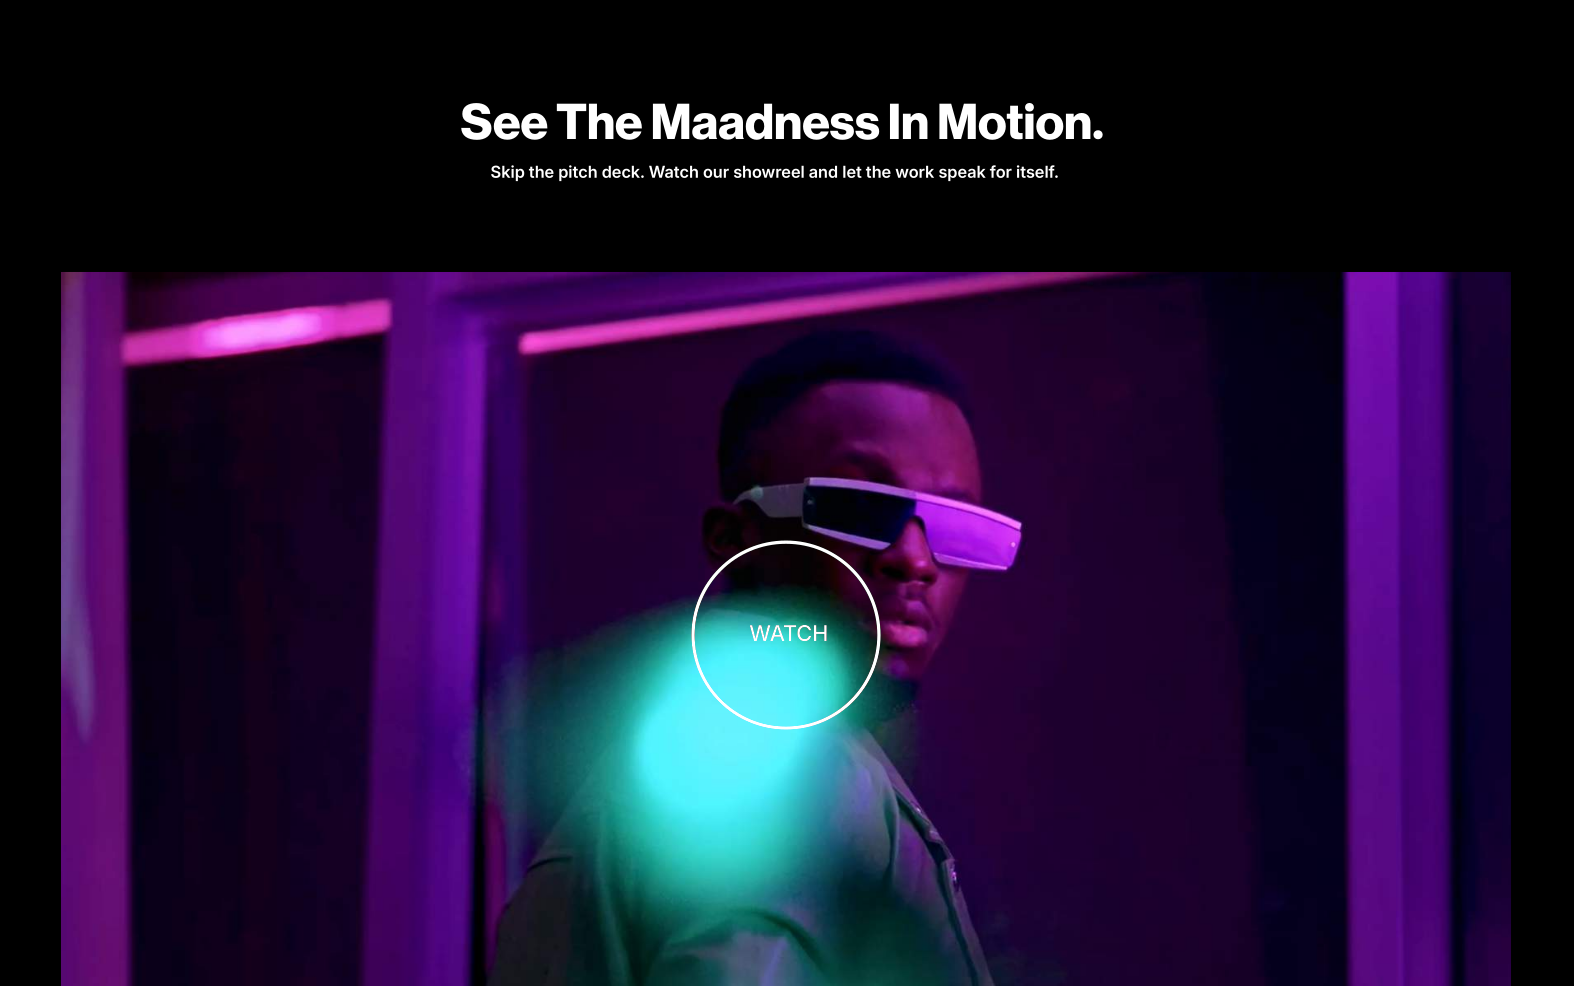 See The Maadness In Motion.
Skip the pitch deck. Watch our showreel and let the work speak for itself.
WATCH